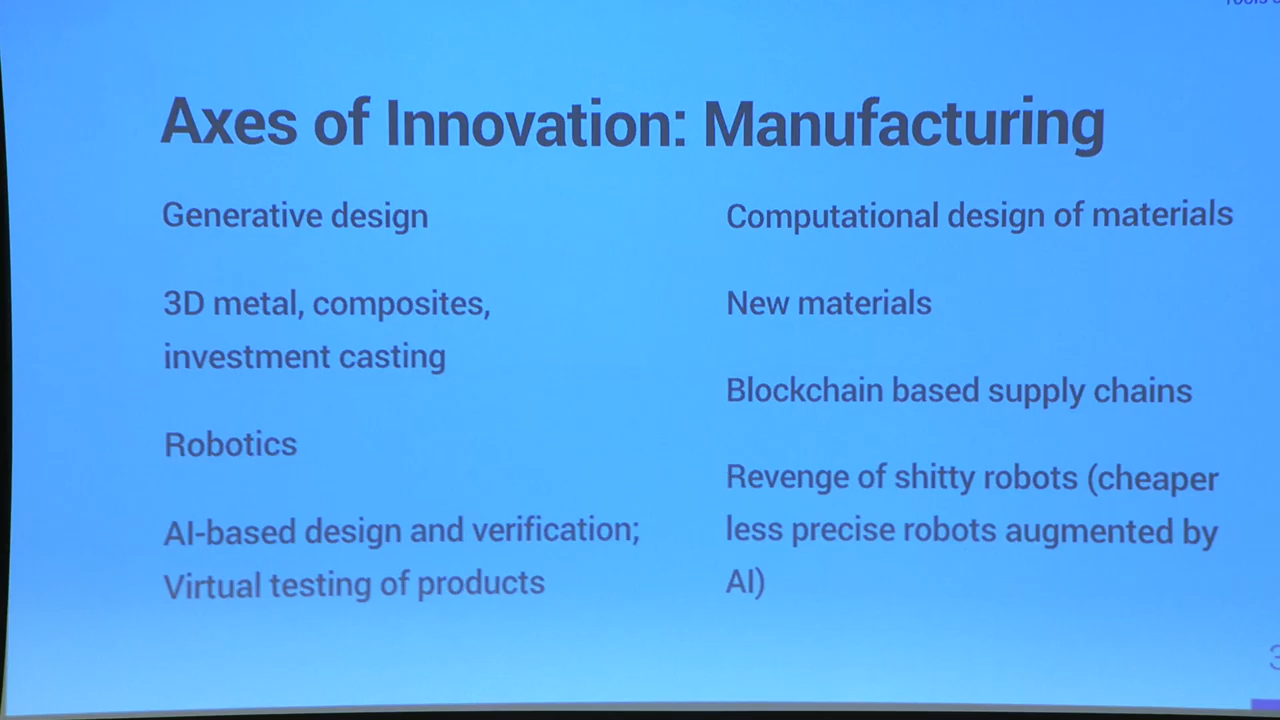 Axes of Innovation: Manufacturing
Generative design
3D metal, composites,
investment casting
Robotics
AI-based design and verification;
Virtual testing of products
Computational design of materials
New materials
Blockchain based supply chains
Revenge of shitty robots (cheaper
less precise robots augmented by
AI)